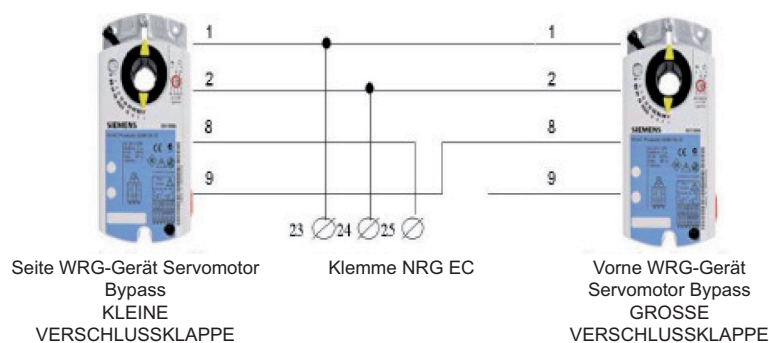 1
1
2
2
SIEMENS
SIEMENS
8
8
9
9
23
24
25
Seite WRG-Gerät Servomotor
Bypass
KLEINE
VERSCHLUSSKLAPPE
Klemme NRG EC
Vorne WRG-Gerät
Servomotor Bypass
GROSSE
VERSCHLUSSKLAPPE